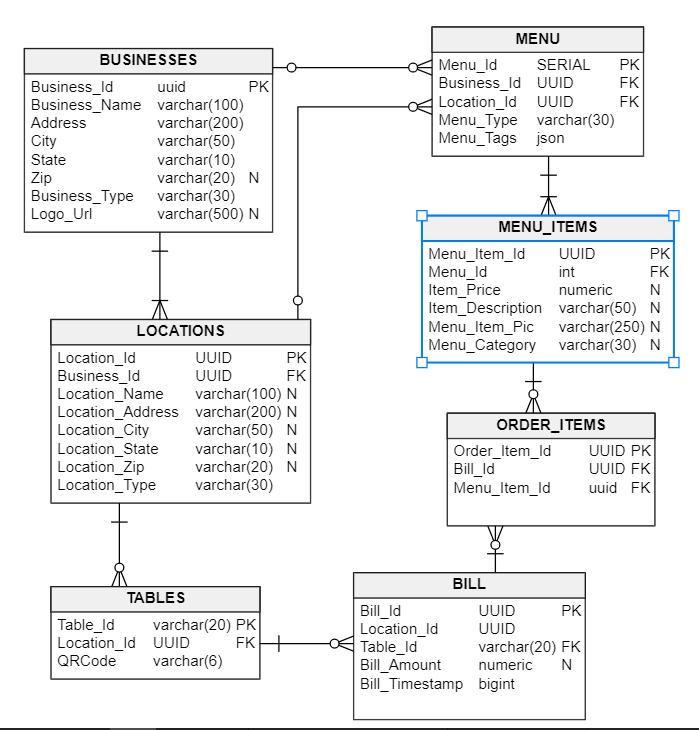 BUSINESSES
Business_Id uuid PK
Business_Name varchar(100)
Address varchar(200)
City varchar(50)
State varchar(10)
Zip varchar(20) N
Business_Type varchar(30)
Logo_Url varchar(500) N
MENU
Menu_Id SERIAL PK
Business_Id UUID FK
Location_Id UUID FK
Menu_Type varchar(30)
Menu_Tags json
MENU_ITEMS
Menu_Item_Id UUID PK
Menu_Id int FK
Item_Price numeric N
Item_Description varchar(50) N
Menu_Item_Pic varchar(250) N
Menu_Category varchar(30) N
LOCATIONS
Location_Id UUID PK
Business_Id UUID FK
Location_Name varchar(100) N
Location_Address varchar(200) N
Location_City varchar(50) N
Location_State varchar(10) N
Location_Zip varchar(20) N
Location_Type varchar(30)
ORDER_ITEMS
Order_Item_Id UUID PK
Bill_Id UUID FK
Menu_Item_Id uuid FK
TABLES
Table_Id varchar(20) PK
Location_Id UUID FK
QRCode varchar(6)
BILL
Bill_Id UUID PK
Location_Id UUID
Table_Id varchar(20) FK
Bill_Amount numeric N
Bill_Timestamp bigint